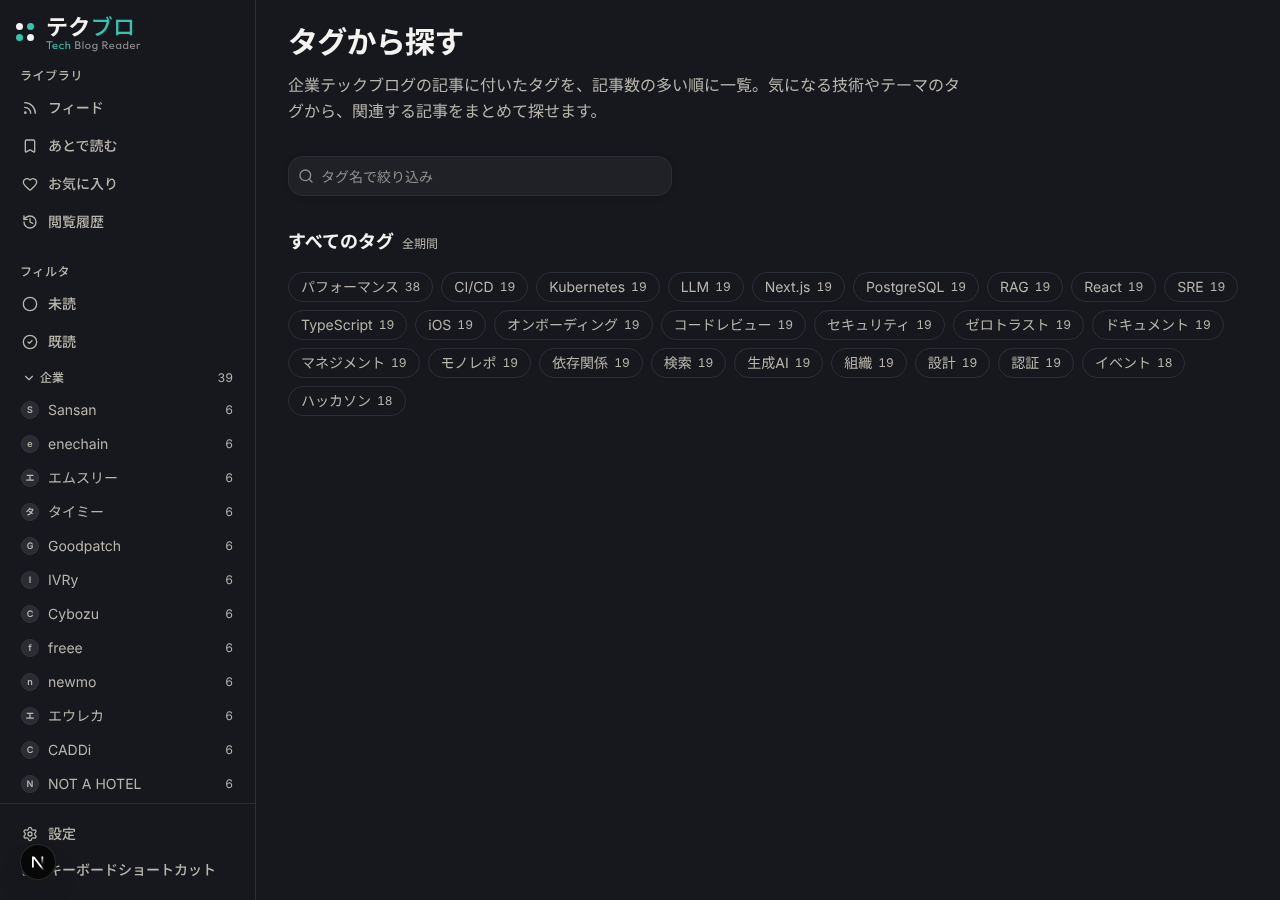 テクブロ
Tech Blog Reader
ライブラリ
フィード
あとで読む
お気に入り
閲覧履歴
フィルタ
未読
既読
企業 39
S Sansan 6
e enechain 6
エ エムスリー 6
タ タイミー 6
G Goodpatch 6
I IVRy 6
C Cybozu 6
f freee 6
n newmo 6
エ エウレカ 6
C CADDi 6
N NOT A HOTEL 6
設定
N キーボードショートカット
タグから探す
企業テックブログの記事に付いたタグを、記事数の多い順に一覧。気になる技術やテーマのタ
グから、関連する記事をまとめて探せます。
タグ名で絞り込み
すべてのタグ 全期間
パフォーマンス 38 CI/CD 19 Kubernetes 19 LLM 19 Next.js 19 PostgreSQL 19 RAG 19 React 19 SRE 19
TypeScript 19 iOS 19 オンボーディング 19 コードレビュー 19 セキュリティ 19 ゼロトラスト 19 ドキュメント 19
マネジメント 19 モノレポ 19 依存関係 19 検索 19 生成AI 19 組織 19 設計 19 認証 19 イベント 18
ハッカソン 18